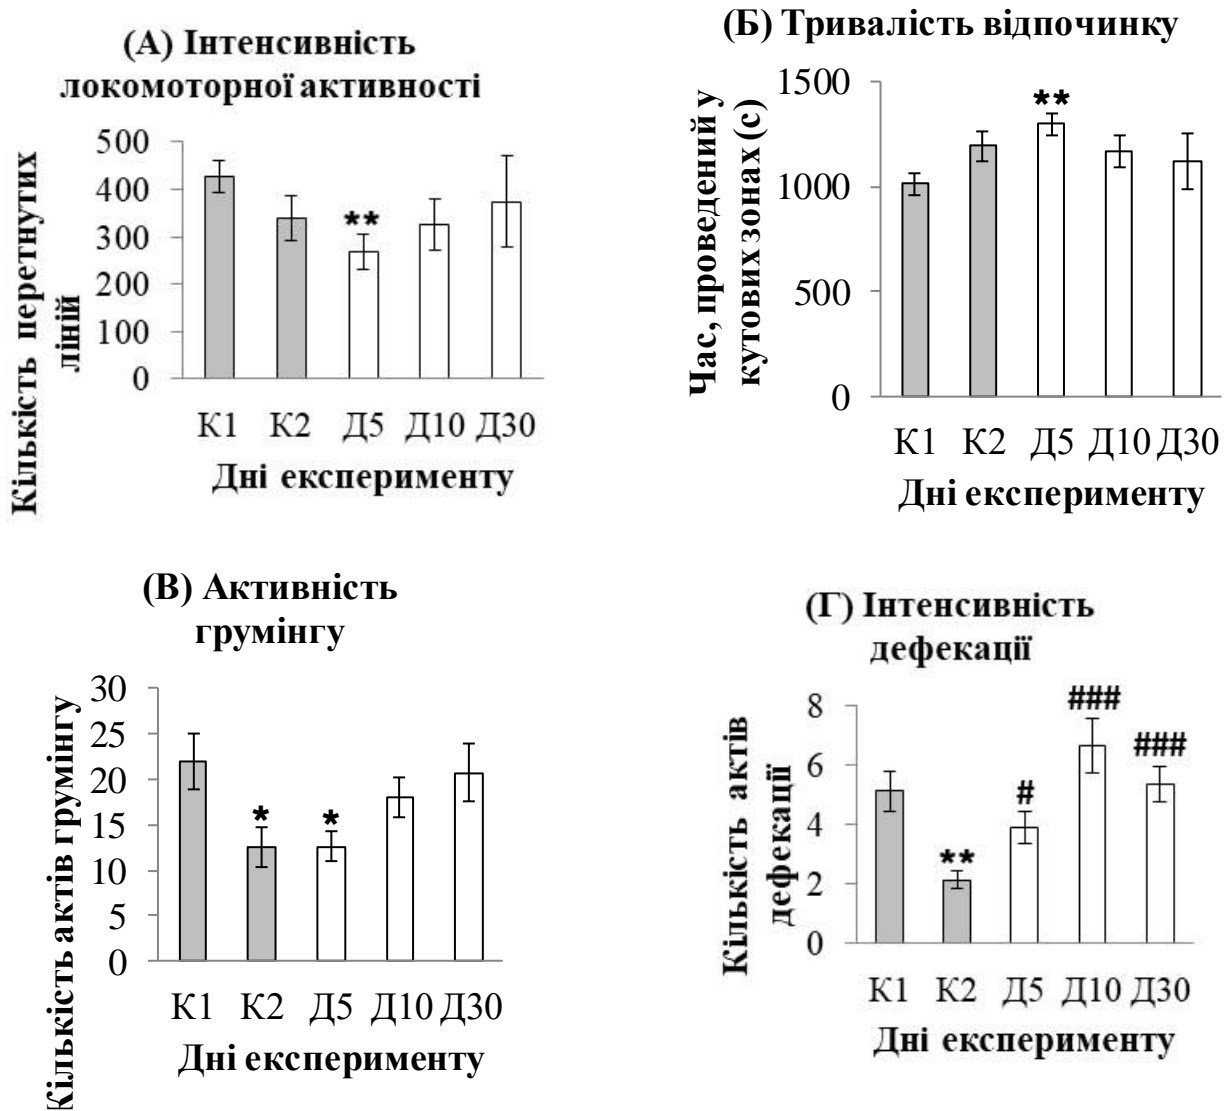 (А) Інтенсивність
локомоторної активності
Кількість перетнутих
ліній
500
400
300
200
100
0
**
К1 К2 Д5 Д10 Д30
Дні експерименту
(Б) Тривалість відпочинку
Час, проведений у
кутових зонах (с)
1500
1000
500
0
**
К1 К2 Д5 Д10 Д30
Дні експерименту
(В) Активність
грумінгу
Кількість актів грумінгу
30
25
20
15
10
5
0
* *
К1 К2 Д5 Д10 Д30
Дні експерименту
(Г) Інтенсивність
дефекації
Кількість актів
дефекації
8
6
4
2
0
** # ### ###
К1 К2 Д5 Д10 Д30
Дні експерименту